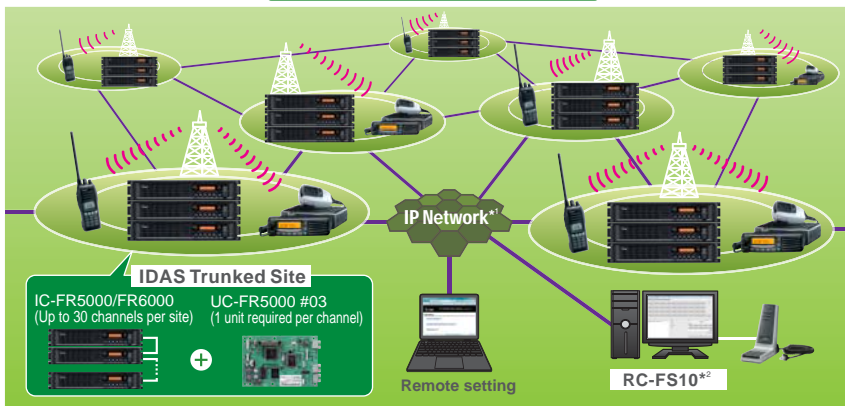 IP Network*1
IDAS Trunked Site
IC-FR5000/FR6000
(Up to 30 channels per site)
UC-FR5000 #03
(1 unit required per channel)
+
Remote setting
RC-FS10*2